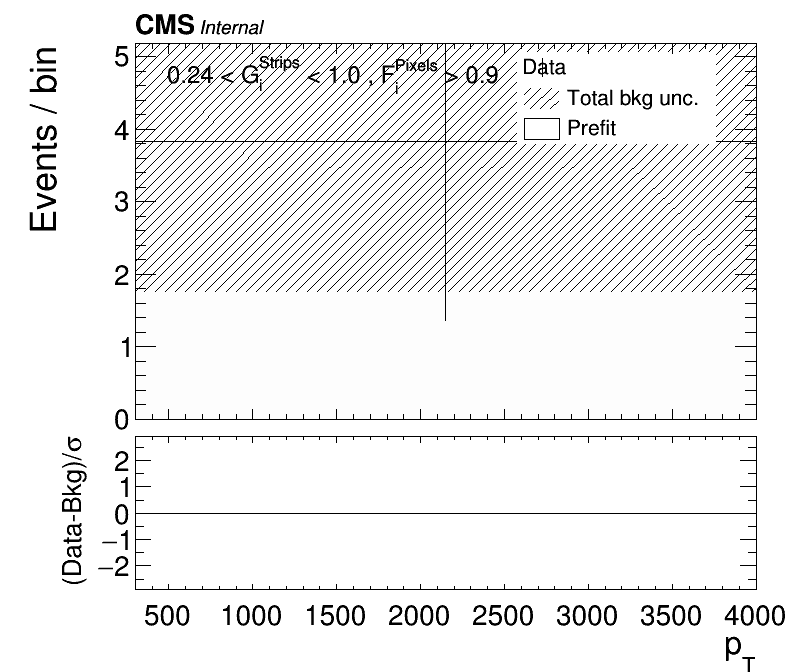 CMS Internal
Events / bin
5
4
3
2
1
0
0.24 < G_i^Strips < 1.0 , F_i^Pixels > 0.9
Data
Total bkg unc.
Prefit
(Data-Bkg)/σ
2
1
0
−1
−2
500 1000 1500 2000 2500 3000 3500 4000
p_T